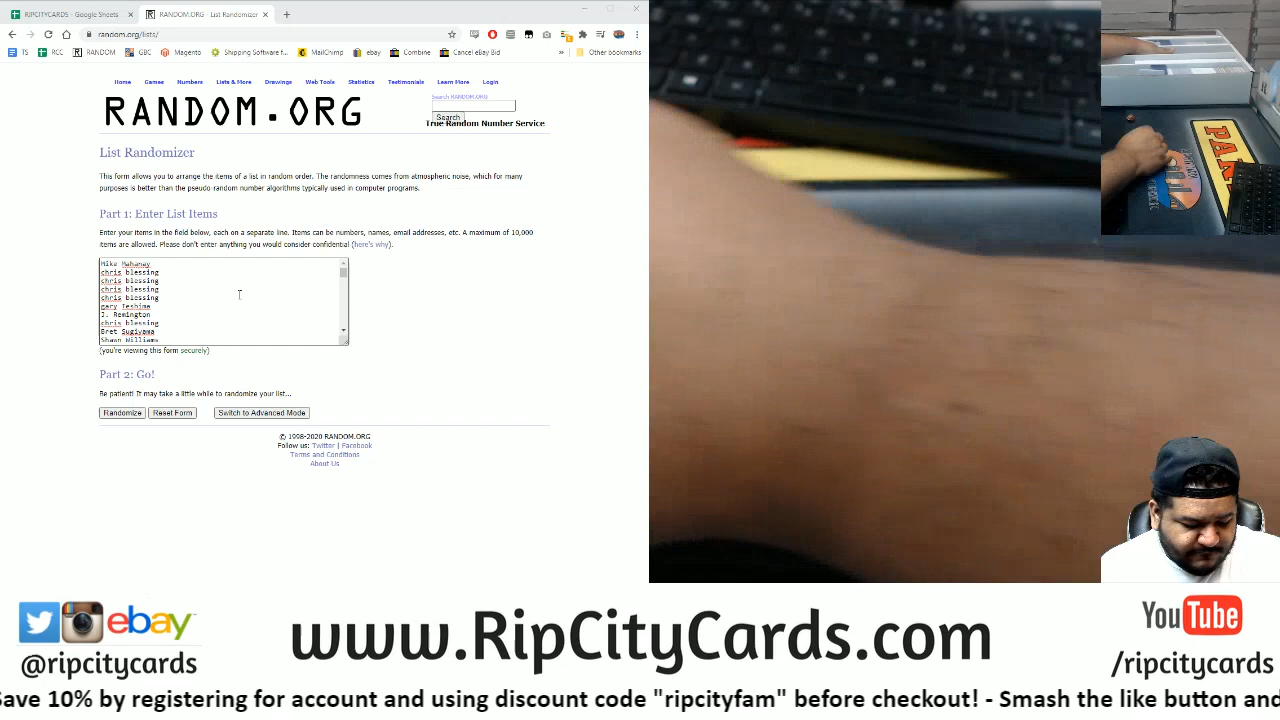 RIPCITYCARDS - Google Sheets
RANDOM.ORG - List Randomizer
random.org/lists/
TS
RCC
RANDOM
GBC
Magento
Shipping Software f...
MailChimp
ebay
Combine
Cancel eBay Bid
Other bookmarks
Home
Games
Numbers
Lists & More
Drawings
Web Tools
Statistics
Testimonials
Learn More
Login
RANDOM.ORG
Search RANDOM.ORG
Search
True Random Number Service
List Randomizer
This form allows you to arrange the items of a list in random order. The randomness comes from atmospheric noise, which for many
purposes is better than the pseudo-random number algorithms typically used in computer programs.
Part 1: Enter List Items
Enter your items in the field below, each on a separate line. Items can be numbers, names, email addresses, etc. A maximum of 10,000
items are allowed. Please don't enter anything you would consider confidential (here's why).
Mike Mahanay
chris blessing
chris blessing
chris blessing
chris blessing
gary Teshima
J. Remington
chris blessing
Bret Sugiyama
Shawn Williams
(you're viewing this form securely)
Part 2: Go!
Be patient! It may take a little while to randomize your list...
Randomize
Reset Form
Switch to Advanced Mode
© 1998-2020 RANDOM.ORG
Follow us: Twitter | Facebook
Terms and Conditions
About Us
ebay
@ripcitycards
www.RipCityCards.com
YouTube
/ripcitycards
Save 10% by registering for account and using discount code "ripcityfam" before checkout! - Smash the like button and